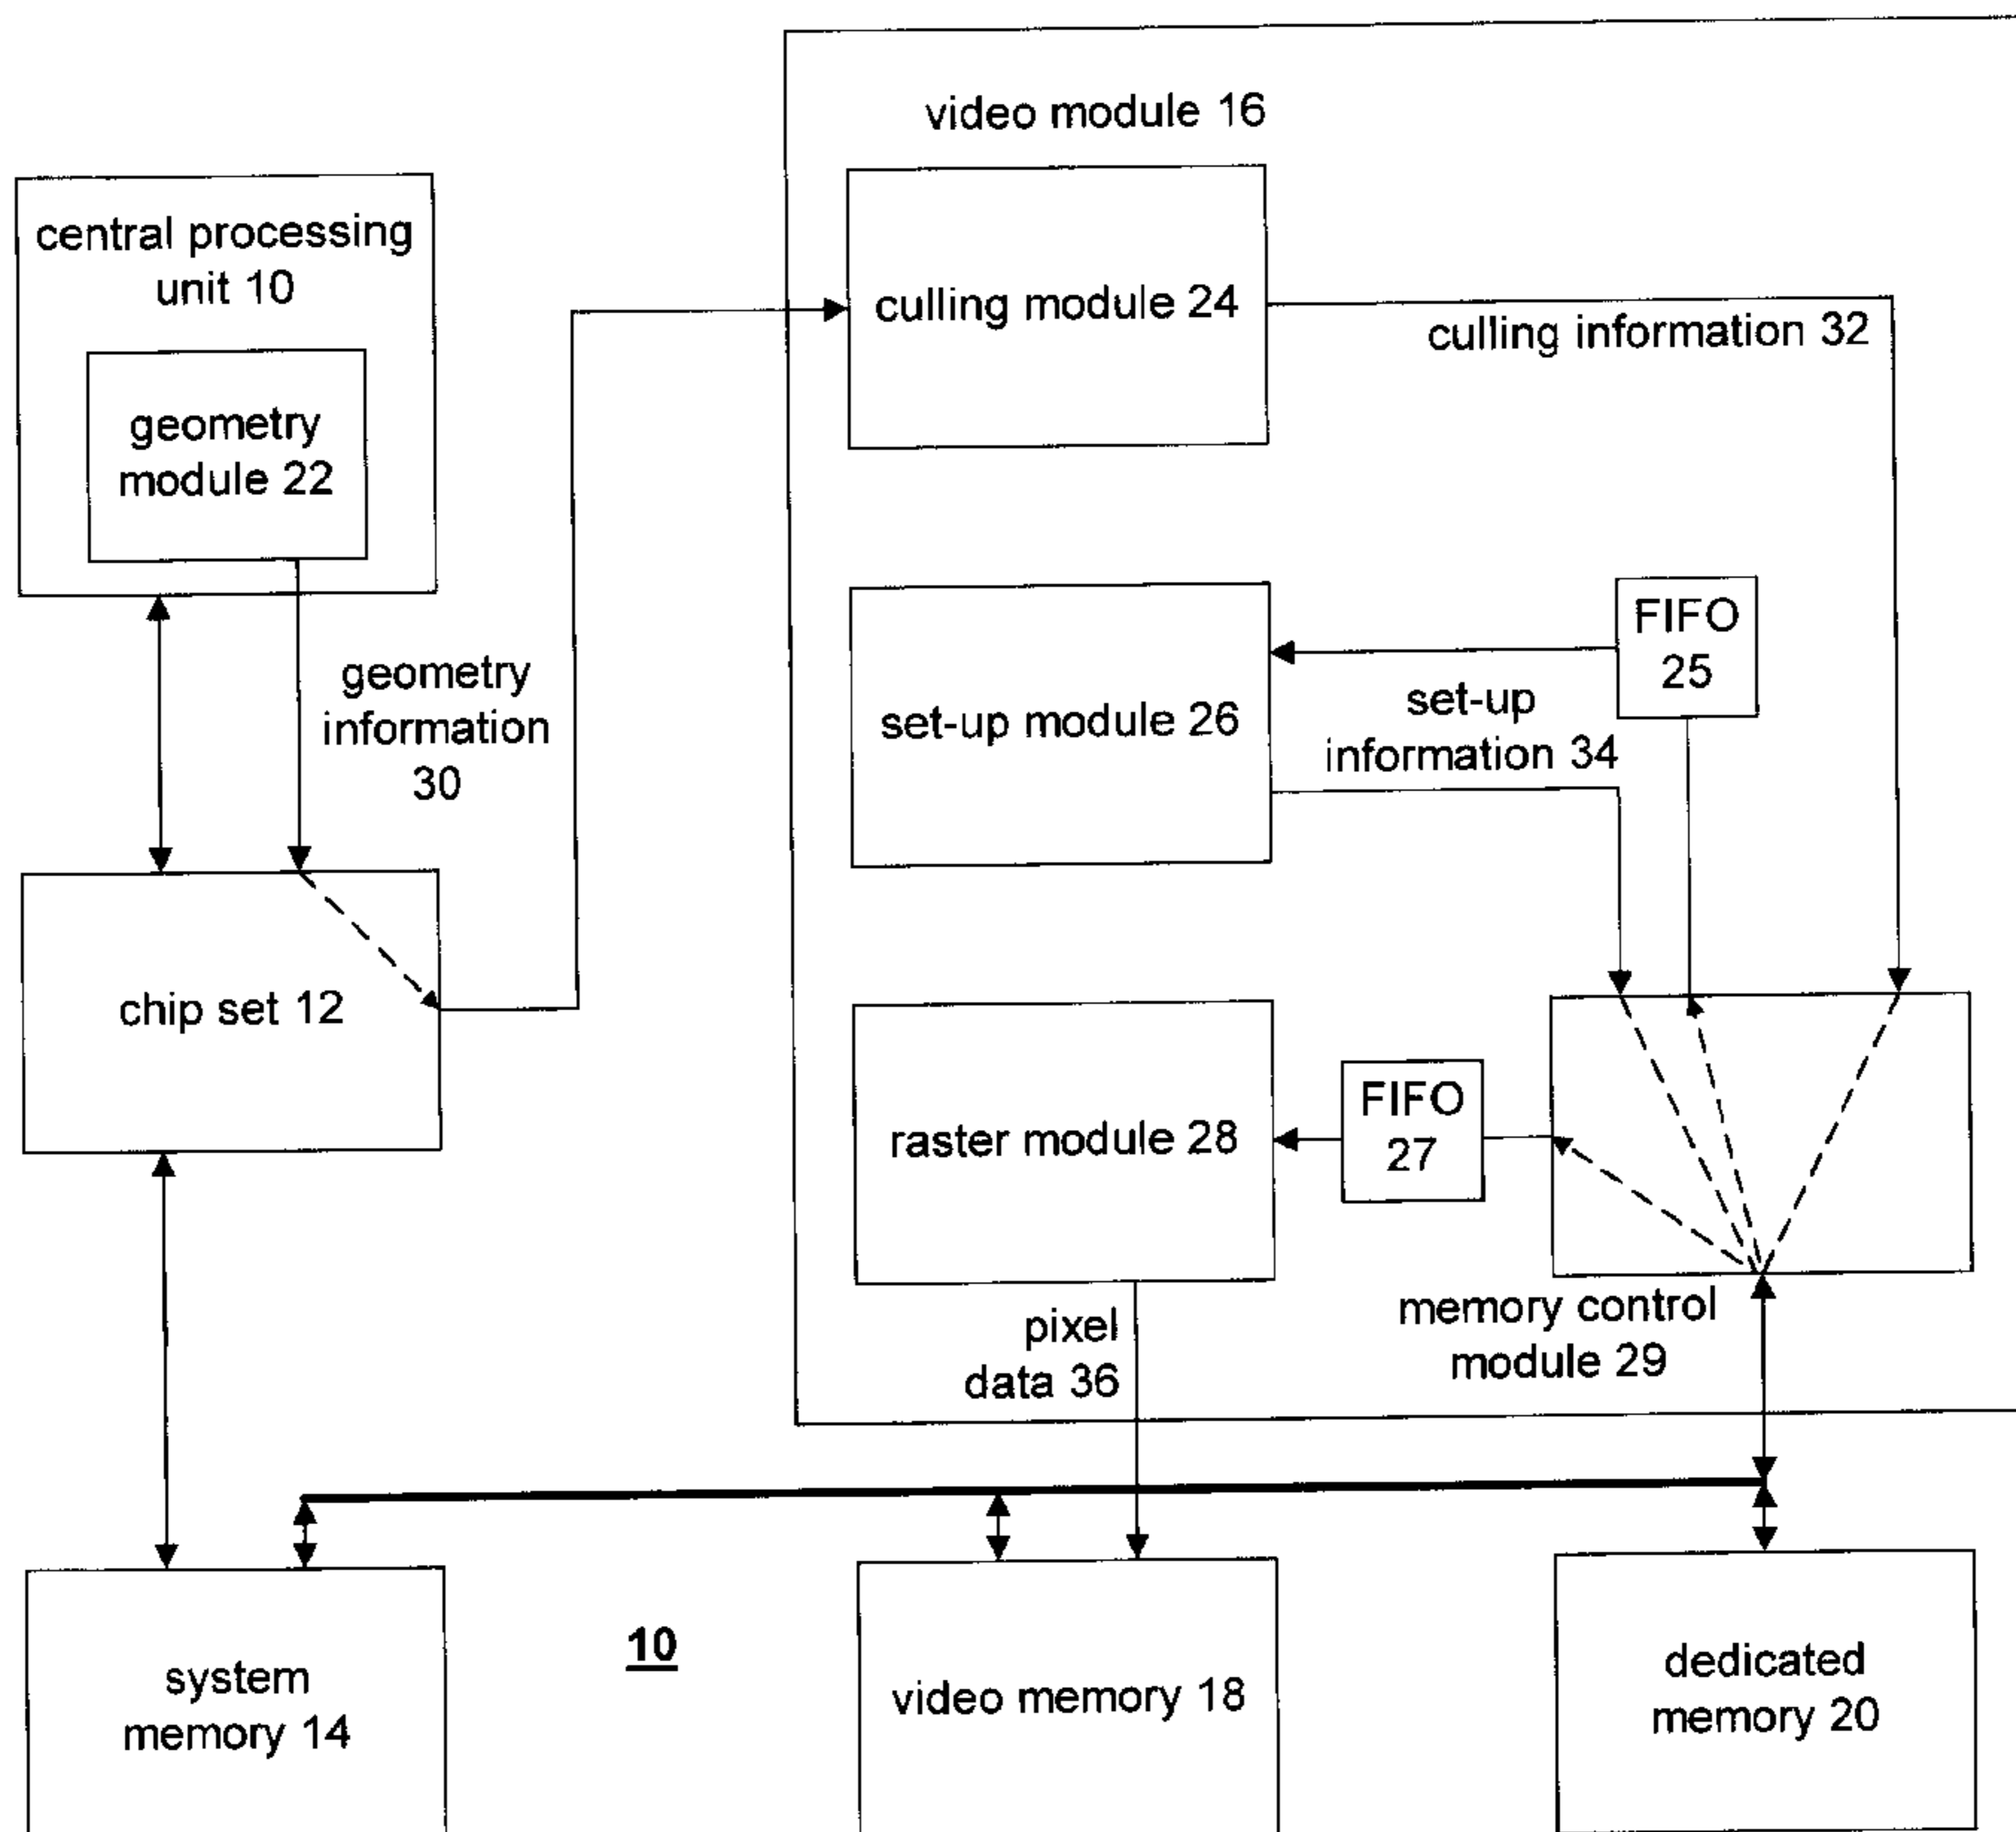 video module 16
central processing
unit 10
culling module 24
culling information 32
geometry
module 22
FIFO
25
geometry
information
30
set-up module 26
set-up
information 34
chip set 12
raster module 28
FIFO
27
memory control
module 29
pixel
data 36
10
system
memory 14
video memory 18
dedicated
memory 20